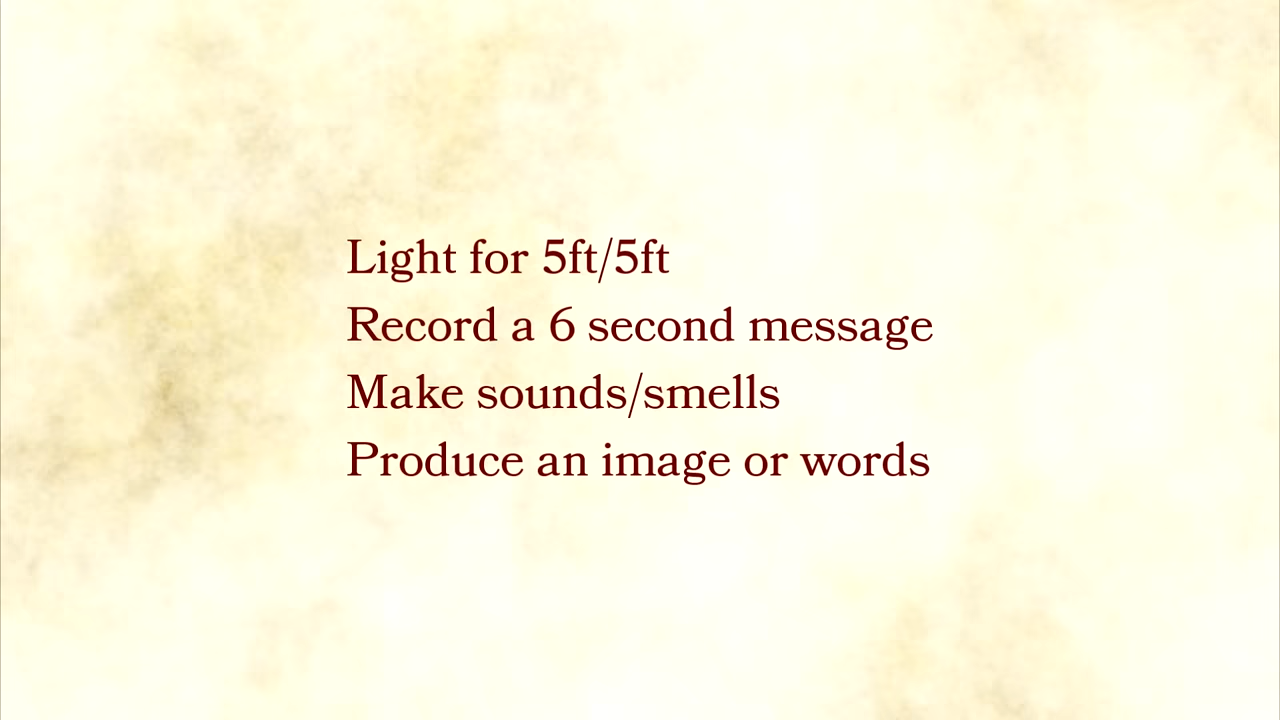 Light for 5ft/5ft
Record a 6 second message
Make sounds/smells
Produce an image or words